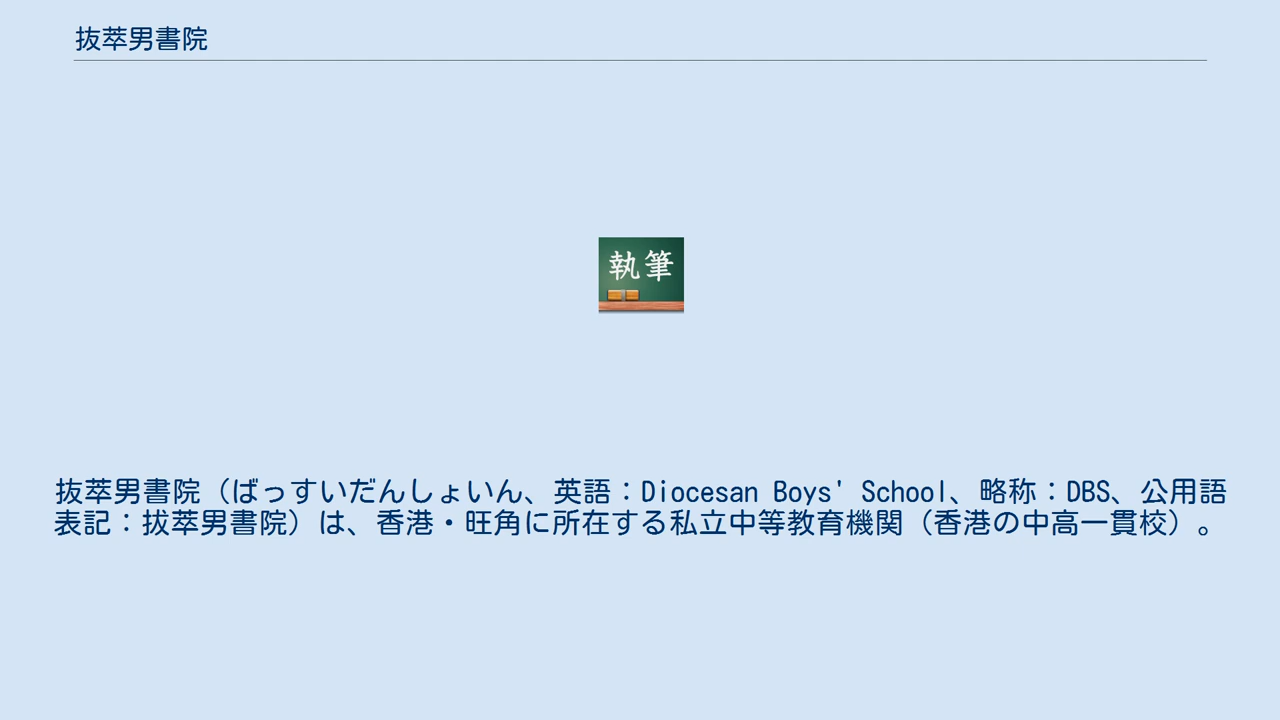 抜萃男書院
執筆
抜萃男書院（ばっすいだんしょいん、英語：Diocesan Boys' School、略称：DBS、公用語
表記：拔萃男書院）は、香港・旺角に所在する私立中等教育機関（香港の中高一貫校）。